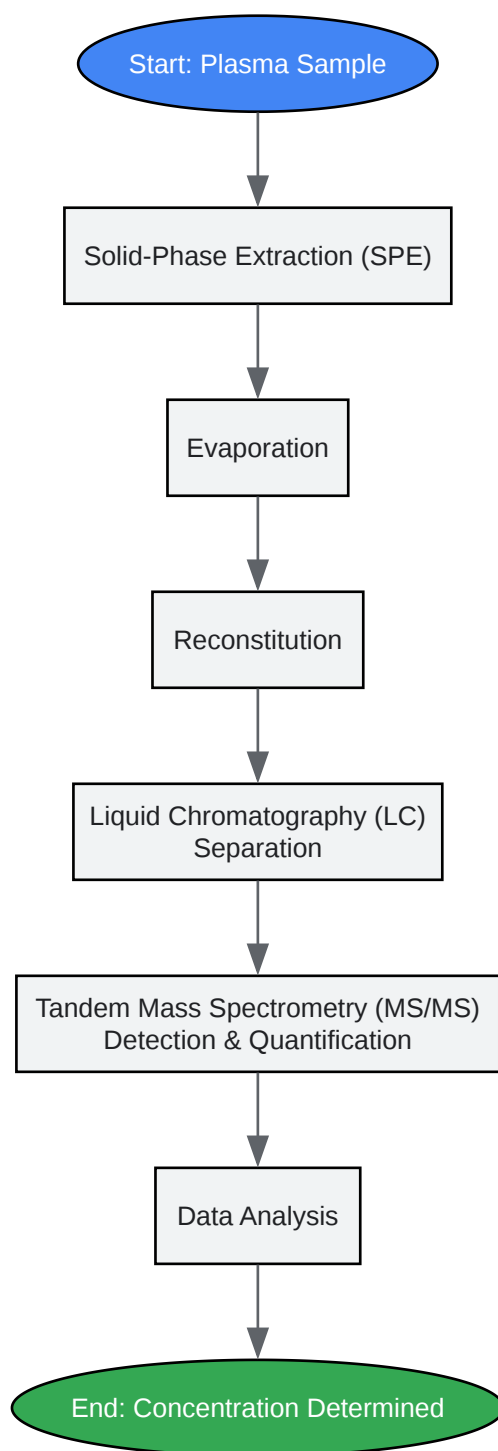 Start: Plasma Sample
Solid-Phase Extraction (SPE)
Evaporation
Reconstitution
Liquid Chromatography (LC)
Separation
Tandem Mass Spectrometry (MS/MS)
Detection & Quantification
Data Analysis
End: Concentration Determined